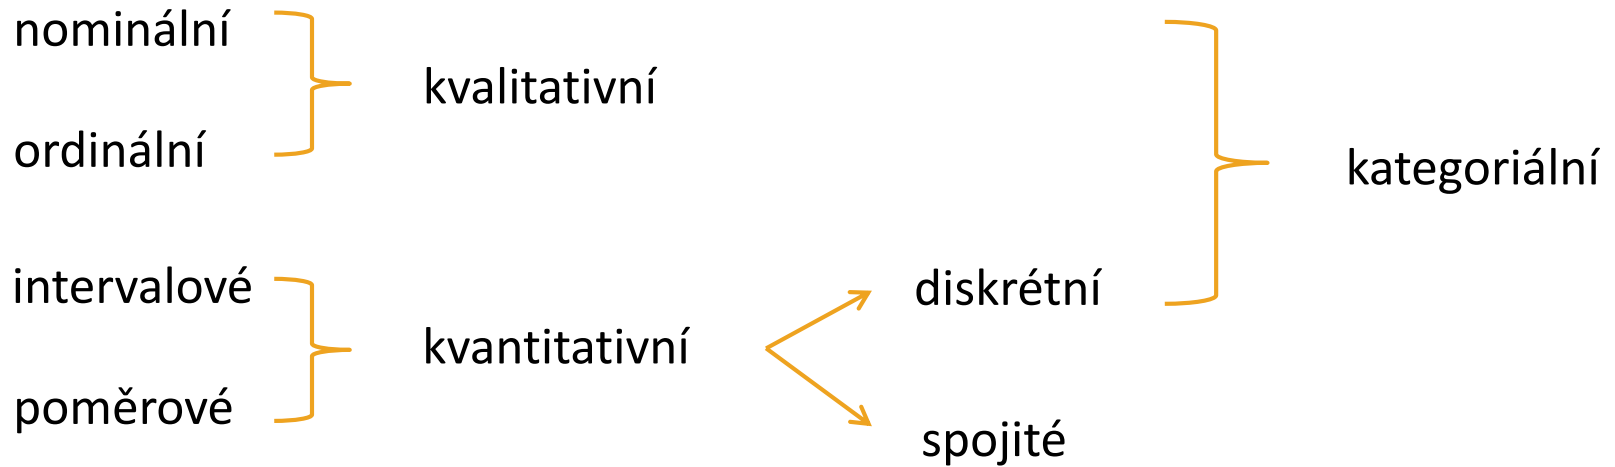 nominální
kvalitativní
ordinální
kategoriální
intervalové
diskrétní
kvantitativní
poměrové
spojité